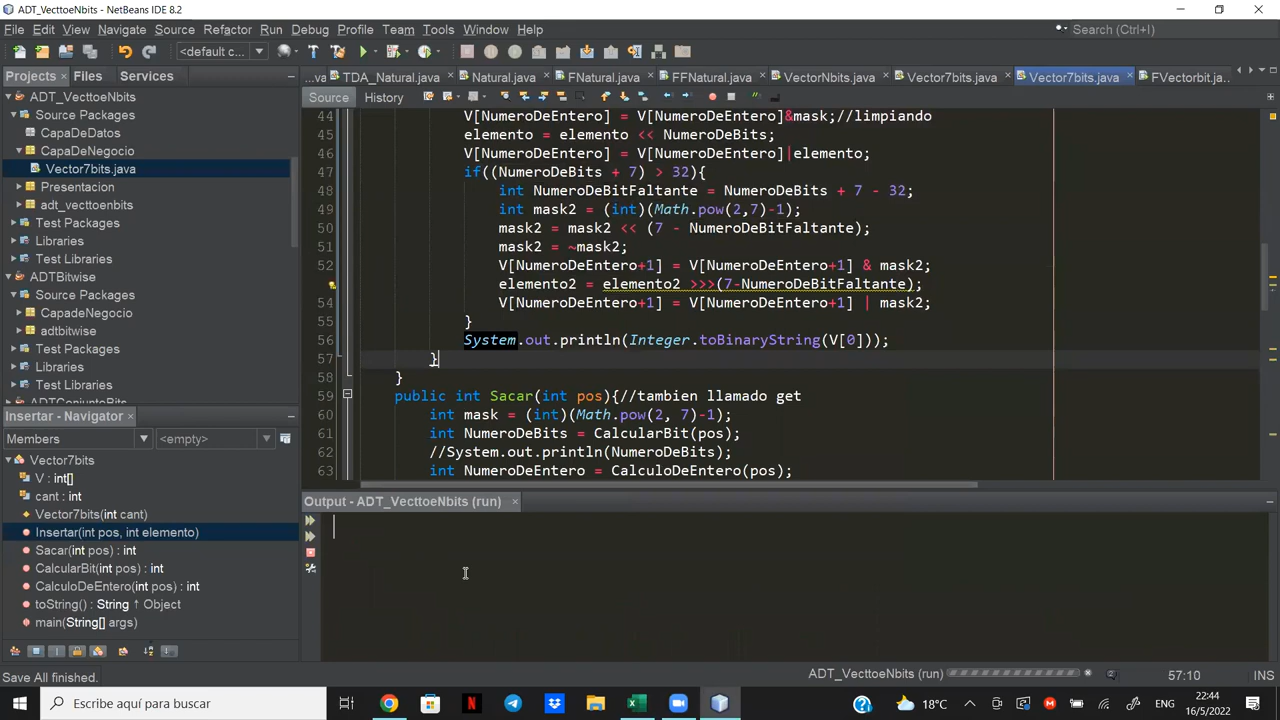 ADT_VecttoeNbits - NetBeans IDE 8.2
File Edit View Navigate Source Refactor Run Debug Profile Team Tools Window Help
Search (Ctrl+I)
<default c...
Projects Files Services
...va TDA_Natural.java Natural.java FNatural.java FFNatural.java VectorNbits.java Vector7bits.java Vector7bits.java FVectorbit.ja...
Source History
ADT_VecttoeNbits
Source Packages
CapaDeDatos
CapaDeNegocio
Vector7bits.java
Presentacion
adt_vecttoenbits
Test Packages
Libraries
Test Libraries
ADTBitwise
Source Packages
CapadeNegocio
adtbitwise
Test Packages
Libraries
Test Libraries
ADTConjuntoBits
44 V[NumeroDeEntero] = V[NumeroDeEntero]&mask;//limpiando
45 elemento = elemento << NumeroDeBits;
46 V[NumeroDeEntero] = V[NumeroDeEntero]|elemento;
47 if((NumeroDeBits + 7) > 32){
48 int NumeroDeBitFaltante = NumeroDeBits + 7 - 32;
49 int mask2 = (int)(Math.pow(2,7)-1);
50 mask2 = mask2 << (7 - NumeroDeBitFaltante);
51 mask2 = ~mask2;
52 V[NumeroDeEntero+1] = V[NumeroDeEntero+1] & mask2;
elemento2 = elemento2 >>>(7-NumeroDeBitFaltante);
54 V[NumeroDeEntero+1] = V[NumeroDeEntero+1] | mask2;
55 }
56 System.out.println(Integer.toBinaryString(V[0]));
57 }
58 }
59 public int Sacar(int pos){//tambien llamado get
60 int mask = (int)(Math.pow(2, 7)-1);
61 int NumeroDeBits = CalcularBit(pos);
62 //System.out.println(NumeroDeBits);
63 int NumeroDeEntero = CalculoDeEntero(pos);
Insertar - Navigator
Members <empty>
Vector7bits
V : int[]
cant : int
Vector7bits(int cant)
Insertar(int pos, int elemento)
Sacar(int pos) : int
CalcularBit(int pos) : int
CalculoDeEntero(int pos) : int
toString() : String ↑ Object
main(String[] args)
Output - ADT_VecttoeNbits (run)
Save All finished.
ADT_VecttoeNbits (run)
57:10
INS
Escribe aquí para buscar
18°C
22:44
16/5/2022